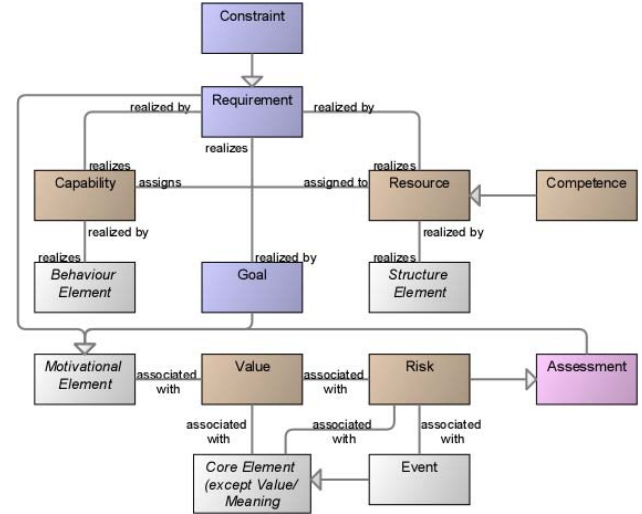 Constraint
Requirement
realized by
realized by
realizes
realizes
realizes
Capability
assigns
assigned to
Resource
Competence
realized by
realized by
realizes
realized by
realizes
Behaviour
Element
Goal
Structure
Element
Motivational
Element
associated
with
Value
associated
with
Risk
Assessment
associated
with
associated
with
associated
with
Core Element
(except Value/
Meaning
Event